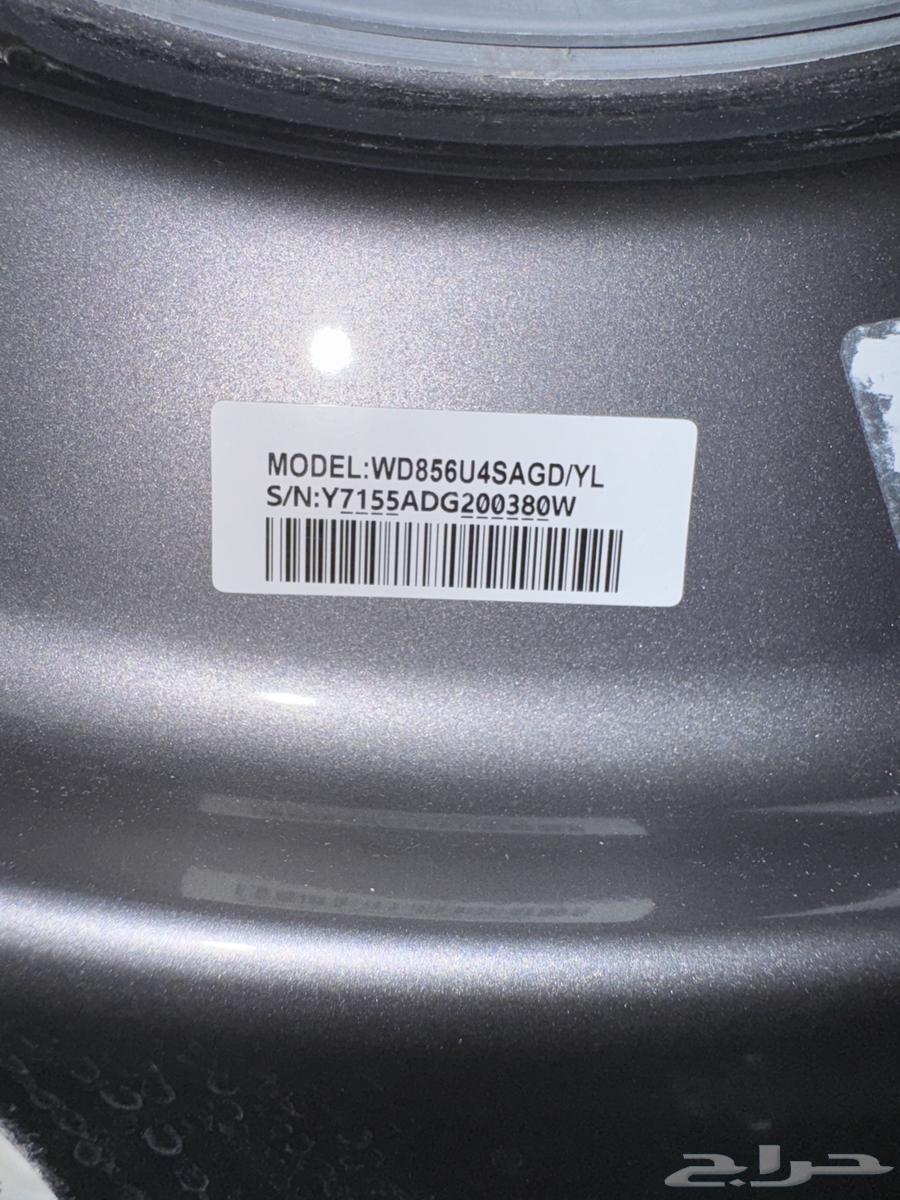 MODEL:WD856U4SAGD/YL
S/N:Y7155ADG200380W
حراج